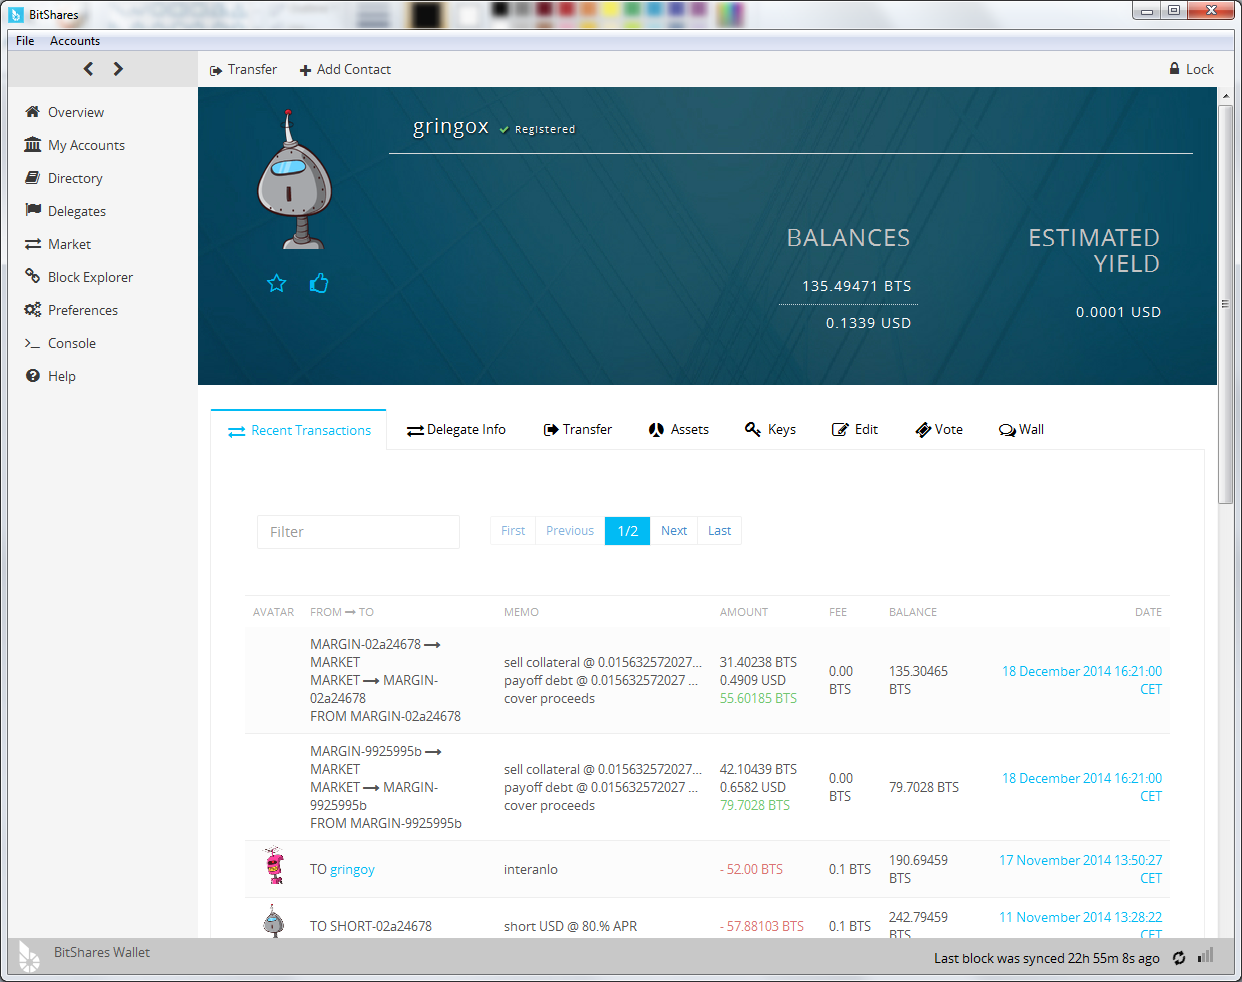 BitShares
File Accounts
Transfer Add Contact Lock
Overview
My Accounts
Directory
Delegates
Market
Block Explorer
Preferences
Console
Help
gringox Registered
BALANCES
135.49471 BTS
0.1339 USD
ESTIMATED
YIELD
0.0001 USD
Recent Transactions Delegate Info Transfer Assets Keys Edit Vote Wall
Filter First Previous 1/2 Next Last
AVATAR FROM ➞ TO MEMO AMOUNT FEE BALANCE DATE
MARGIN-02a24678 ⟶
MARKET
MARKET ⟶ MARGIN-
02a24678
FROM MARGIN-02a24678
sell collateral @ 0.015632572027...
payoff debt @ 0.015632572027 ...
cover proceeds
31.40238 BTS
0.4909 USD
55.60185 BTS
0.00
BTS
135.30465
BTS
18 December 2014 16:21:00
CET
MARGIN-9925995b ⟶
MARKET
MARKET ⟶ MARGIN-
9925995b
FROM MARGIN-9925995b
sell collateral @ 0.015632572027...
payoff debt @ 0.015632572027 ...
cover proceeds
42.10439 BTS
0.6582 USD
79.7028 BTS
0.00
BTS
79.7028 BTS
18 December 2014 16:21:00
CET
TO gringoy
interanlo
- 52.00 BTS
0.1 BTS
190.69459
BTS
17 November 2014 13:50:27
CET
TO SHORT-02a24678
short USD @ 80.% APR
- 57.88103 BTS
0.1 BTS
242.79459
BTS
11 November 2014 13:28:22
CET
BitShares Wallet
Last block was synced 22h 55m 8s ago